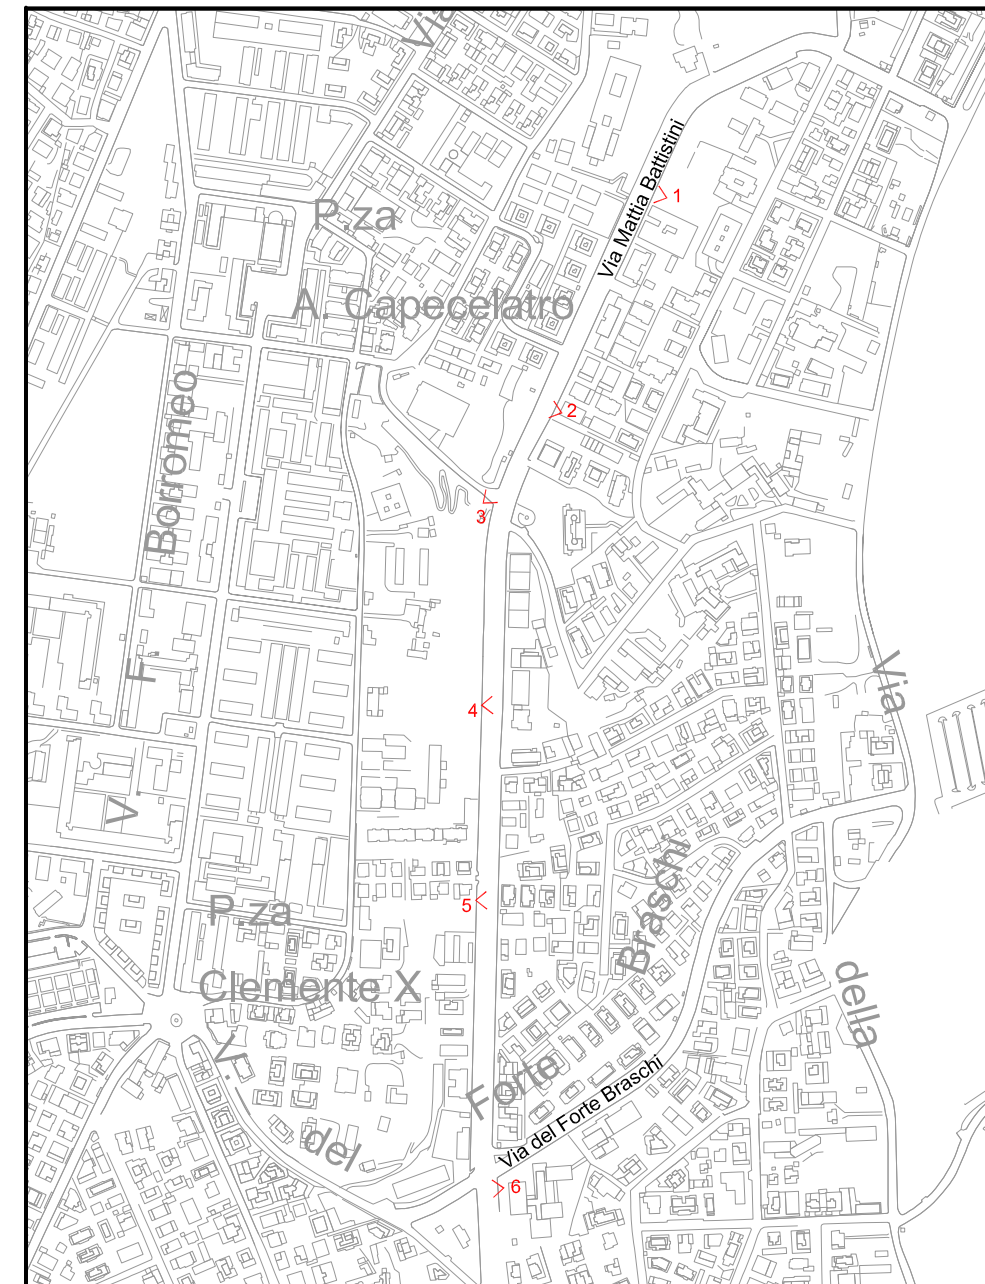 Via
Via Mattia Battistini
1
P.za
A. Capecelatro
2
3
Borromeo
F.
V.
4
Via
5
P.za
Clemente X
Braschi
della
V.
del
Forte
Via del Forte Braschi
6